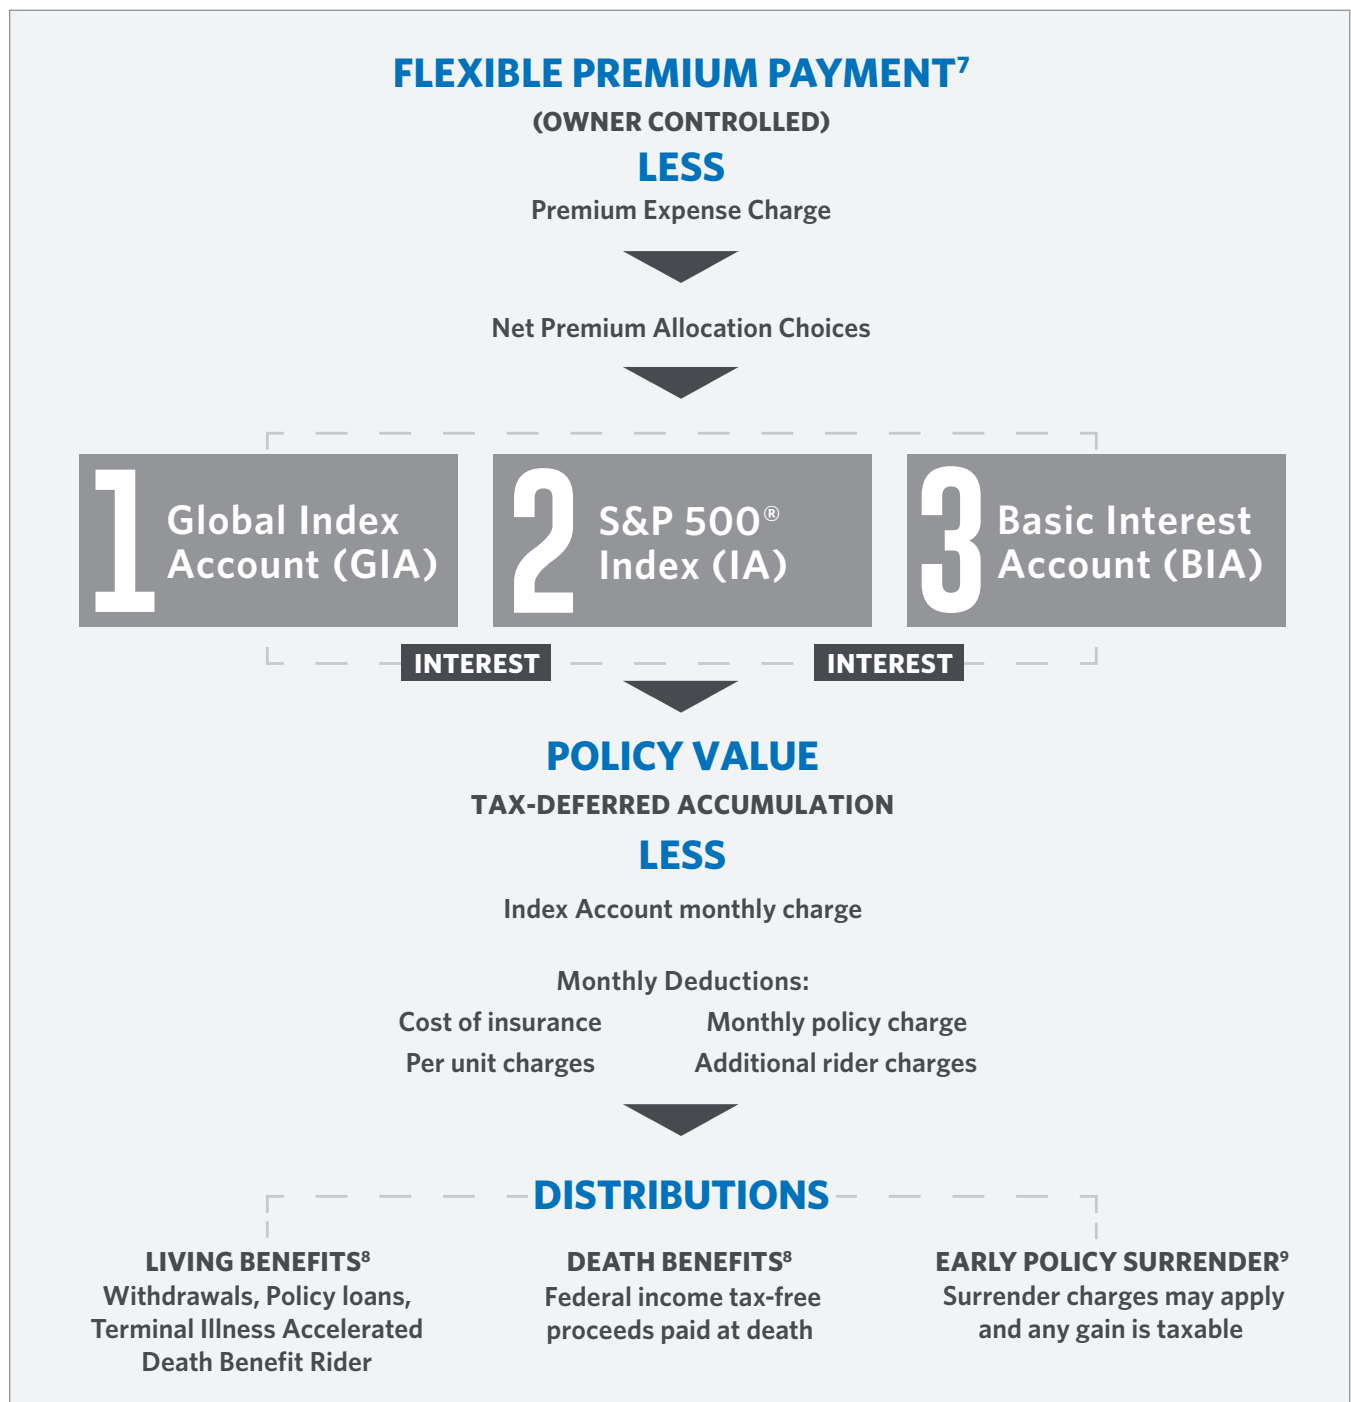 FLEXIBLE PREMIUM PAYMENT⁷
(OWNER CONTROLLED)
LESS
Premium Expense Charge
Net Premium Allocation Choices
1 Global Index
Account (GIA)
2 S&P 500®
Index (IA)
3 Basic Interest
Account (BIA)
INTEREST
INTEREST
POLICY VALUE
TAX-DEFERRED ACCUMULATION
LESS
Index Account monthly charge
Monthly Deductions:
Cost of insurance Monthly policy charge
Per unit charges Additional rider charges
DISTRIBUTIONS
LIVING BENEFITS⁸
Withdrawals, Policy loans,
Terminal Illness Accelerated
Death Benefit Rider
DEATH BENEFITS⁸
Federal income tax-free
proceeds paid at death
EARLY POLICY SURRENDER⁹
Surrender charges may apply
and any gain is taxable